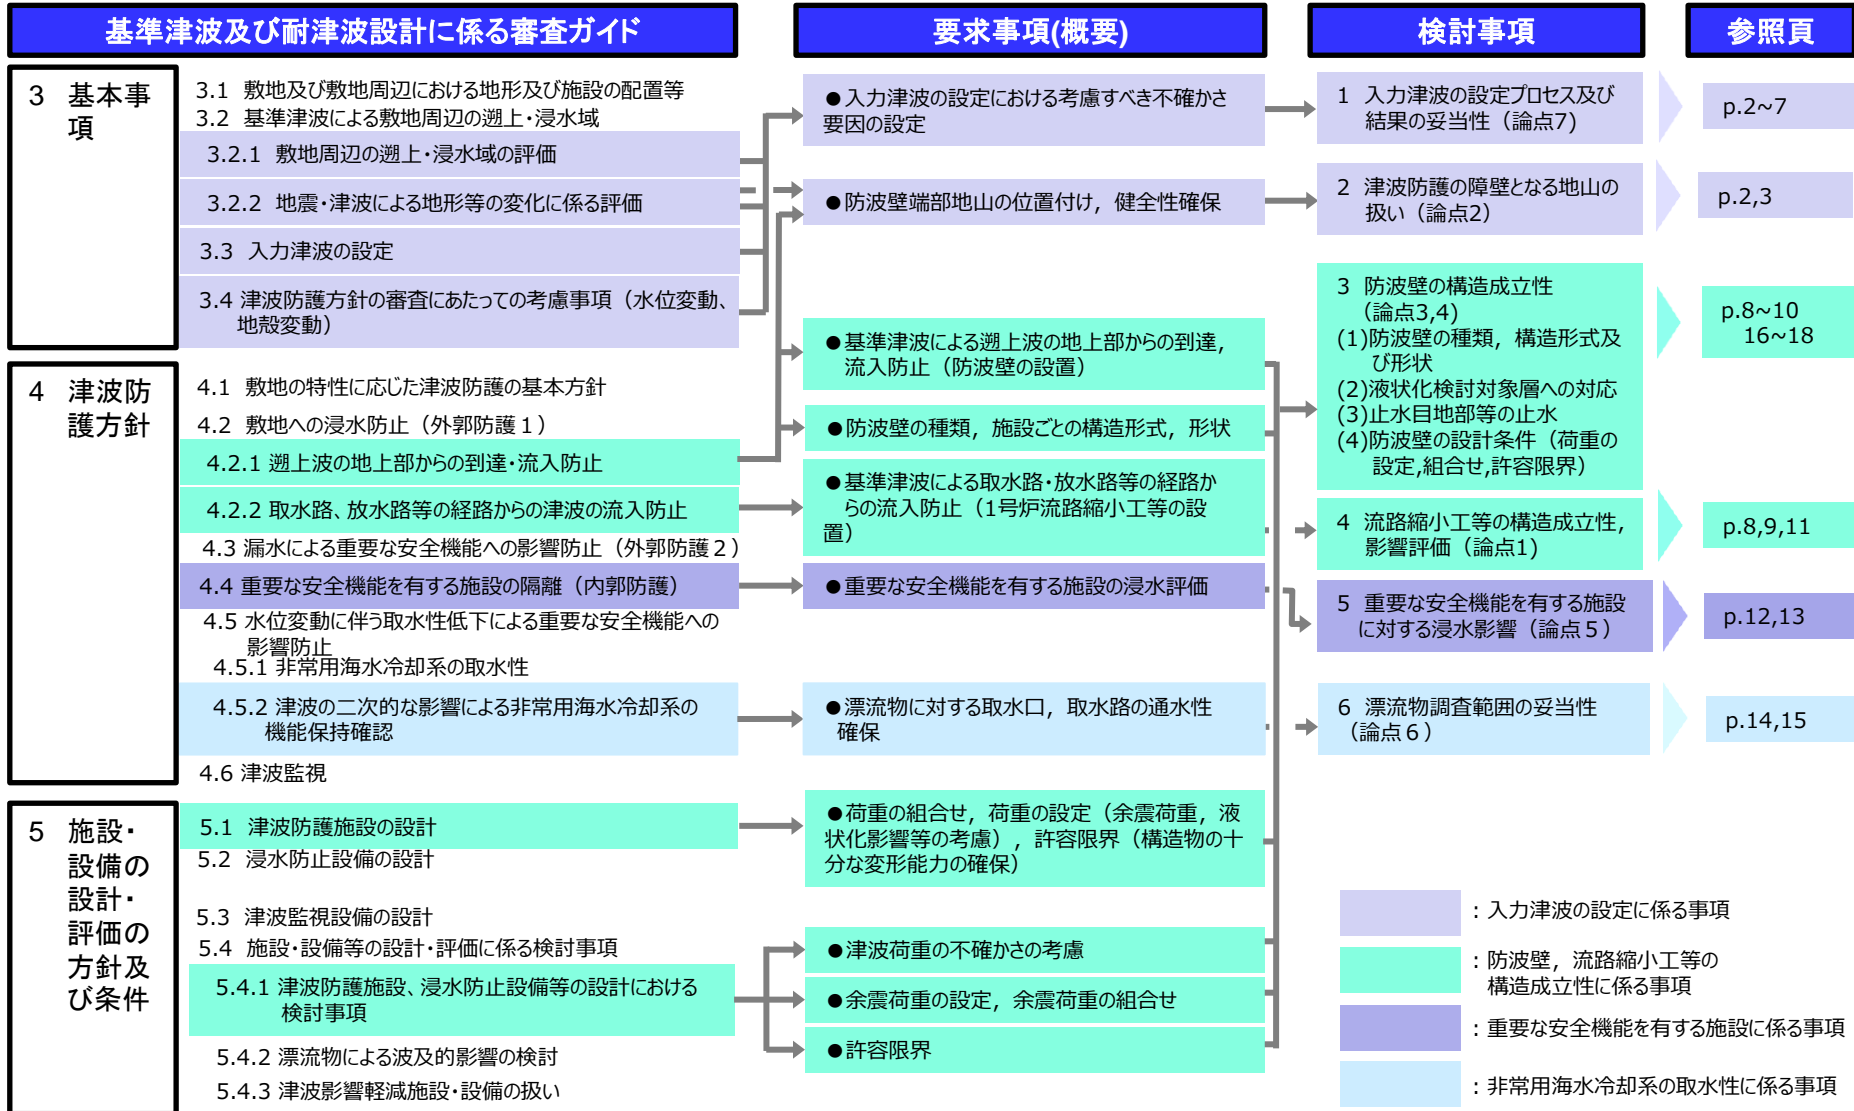 基準津波及び耐津波設計に係る審査ガイド
要求事項(概要)
検討事項
参照頁
3 基本事
項
3.1 敷地及び敷地周辺における地形及び施設の配置等
3.2 基準津波による敷地周辺の遡上・浸水域
3.2.1 敷地周辺の遡上・浸水域の評価
3.2.2 地震・津波による地形等の変化に係る評価
3.3 入力津波の設定
3.4 津波防護方針の審査にあたっての考慮事項（水位変動、
地殻変動）
4 津波防
護方針
4.1 敷地の特性に応じた津波防護の基本方針
4.2 敷地への浸水防止（外郭防護１）
4.2.1 遡上波の地上部からの到達・流入防止
4.2.2 取水路、放水路等の経路からの津波の流入防止
4.3 漏水による重要な安全機能への影響防止（外郭防護２）
4.4 重要な安全機能を有する施設の隔離（内郭防護）
4.5 水位変動に伴う取水性低下による重要な安全機能への
影響防止
4.5.1 非常用海水冷却系の取水性
4.5.2 津波の二次的な影響による非常用海水冷却系の
機能保持確認
4.6 津波監視
5 施設・
設備の
設計・
評価の
方針及
び条件
5.1 津波防護施設の設計
5.2 浸水防止設備の設計
5.3 津波監視設備の設計
5.4 施設・設備等の設計・評価に係る検討事項
5.4.1 津波防護施設、浸水防止設備等の設計における
検討事項
5.4.2 漂流物による波及的影響の検討
5.4.3 津波影響軽減施設・設備の扱い
●入力津波の設定における考慮すべき不確かさ
要因の設定
●防波壁端部地山の位置付け，健全性確保
●基準津波による遡上波の地上部からの到達，
流入防止（防波壁の設置）
●防波壁の種類，施設ごとの構造形式，形状
●基準津波による取水路・放水路等の経路か
らの流入防止（1号炉流路縮小工等の設
置）
●重要な安全機能を有する施設の浸水評価
●漂流物に対する取水口，取水路の通水性
確保
●荷重の組合せ，荷重の設定（余震荷重，液
状化影響等の考慮），許容限界（構造物の十
分な変形能力の確保）
●津波荷重の不確かさの考慮
●余震荷重の設定，余震荷重の組合せ
●許容限界
1 入力津波の設定プロセス及び
結果の妥当性（論点7）
2 津波防護の障壁となる地山の
扱い（論点2）
3 防波壁の構造成立性
（論点3,4）
(1)防波壁の種類，構造形式及
び形状
(2)液状化検討対象層への対応
(3)止水目地部等の止水
(4)防波壁の設計条件（荷重の
設定,組合せ,許容限界）
4 流路縮小工等の構造成立性，
影響評価（論点1）
5 重要な安全機能を有する施設
に対する浸水影響（論点５）
6 漂流物調査範囲の妥当性
（論点６）
p.2~7
p.2,3
p.8~10
16~18
p.8,9,11
p.12,13
p.14,15
：入力津波の設定に係る事項
：防波壁，流路縮小工等の
構造成立性に係る事項
：重要な安全機能を有する施設に係る事項
：非常用海水冷却系の取水性に係る事項